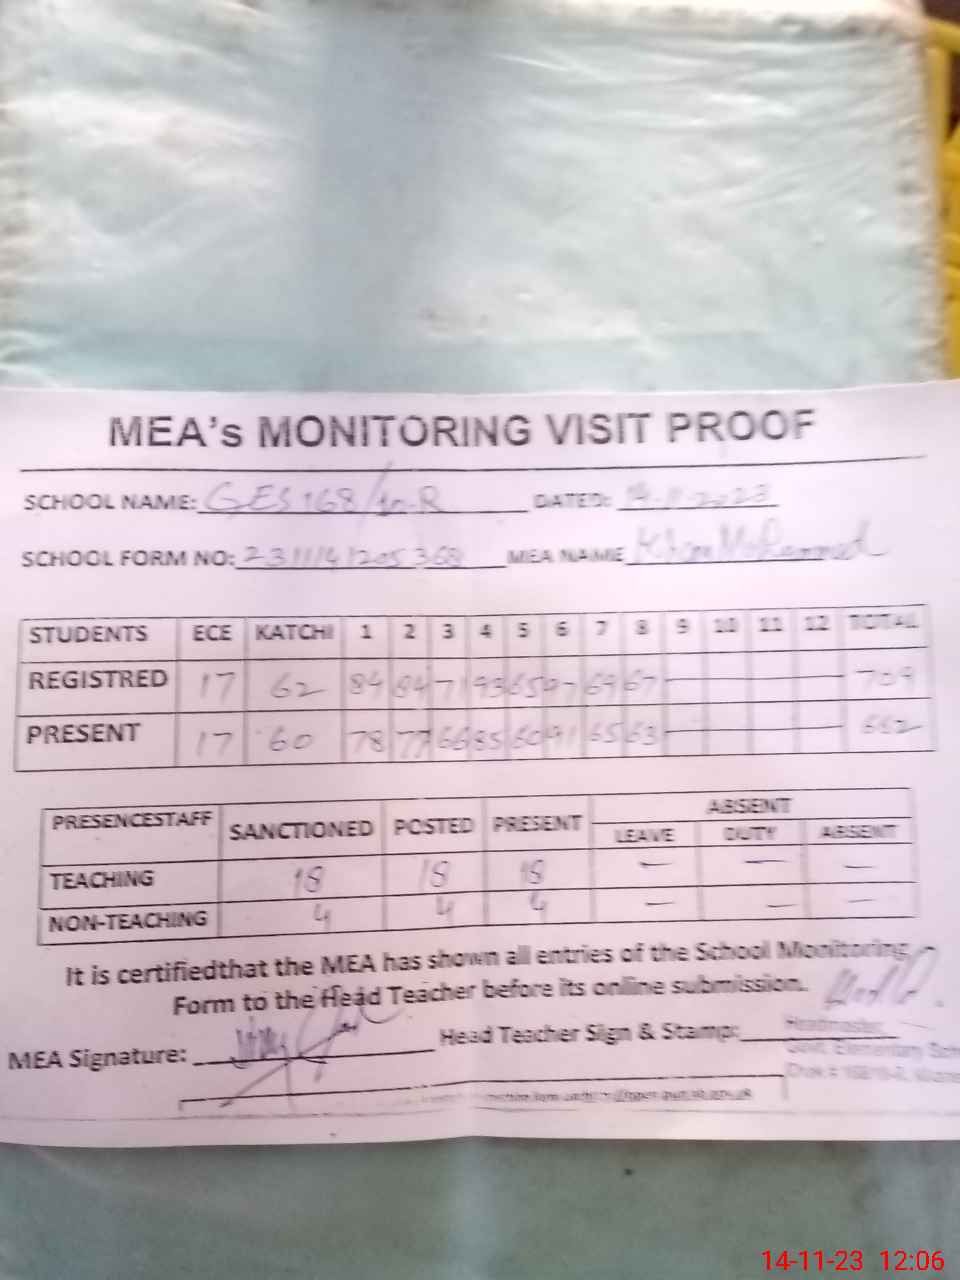 MEA's MONITORING VISIT PROOF
SCHOOL NAME: GES 168/10-R DATED: 14-11-2023
SCHOOL FORM NO: MEA NAME Khan Mohammad
STUDENTS ECE KATCHI 1 2 3 4 5 6 7 8 9 10 11 12 TOTAL
REGISTRED 17 62 84 84 71 93 65 97 69 67 709
PRESENT 17 60 78 77 66 85 60 91 65 63 662
PRESENCESTAFF SANCTIONED POSTED PRESENT ABSENT
LEAVE DUTY ABSENT
TEACHING 18 18 18 — — —
NON-TEACHING 4 4 4 — — —
It is certifiedthat the MEA has shown all entries of the School Monitoring
Form to the Head Teacher before its online submission.
MEA Signature: Head Teacher Sign & Stamp:
Headmaster
Govt. Elementary
14-11-23 12:06